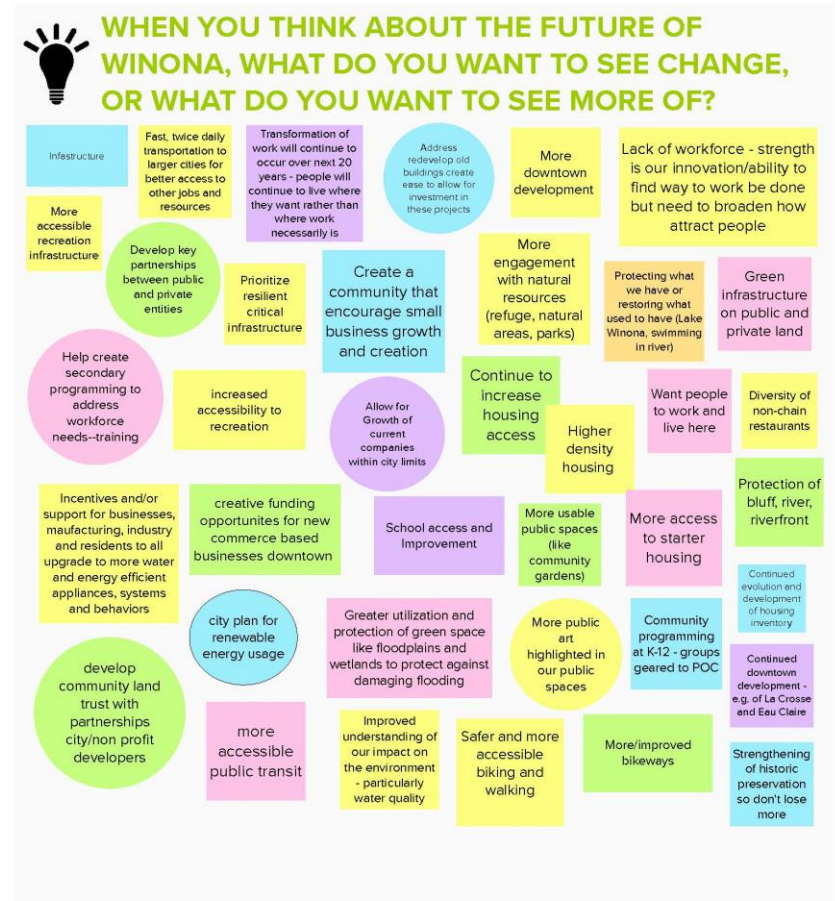 WHEN YOU THINK ABOUT THE FUTURE OF
WINONA, WHAT DO YOU WANT TO SEE CHANGE,
OR WHAT DO YOU WANT TO SEE MORE OF?
Infastructure
Fast, twice daily
transportation to
larger cities for
better access to
other jobs and
resources
Transformation of
work will continue to
occur over next 20
years - people will
continue to live where
they want rather than
where work
necessarily is
Address
redevelop old
buildings create
ease to allow for
investment in
these projects
More
downtown
development
Lack of workforce - strength
is our innovation/ability to
find way to work be done
but need to broaden how
attract people
More
accessible
recreation
infrastructure
Develop key
partnerships
between public
and private
entities
Prioritize
resilient
critical
infrastructure
Create a
community that
encourage small
business growth
and creation
More
engagement
with natural
resources
(refuge, natural
areas, parks)
Protecting what
we have or
restoring what
used to have (Lake
Winona, swimming
in river)
Green
infrastructure
on public and
private land
Help create
secondary
programming to
address
workforce
needs--training
increased
accessibility to
recreation
Allow for
Growth of
current
companies
within city limits
Continue to
increase
housing
access
Higher
density
housing
Want people
to work and
live here
Diversity of
non-chain
restaurants
Incentives and/or
support for businesses,
maufacturing, industry
and residents to all
upgrade to more water
and energy efficient
appliances, systems
and behaviors
creative funding
opportunites for new
commerce based
businesses downtown
School access and
Improvement
More usable
public spaces
(like
community
gardens)
More access
to starter
housing
Protection of
bluff, river,
riverfront
city plan for
renewable
energy usage
Greater utilization and
protection of green space
like floodplains and
wetlands to protect against
damaging flooding
More public
art
highlighted in
our public
spaces
Community
programming
at K-12 - groups
geared to POC
Continued
evolution and
development
of housing
inventory
develop
community land
trust with
partnerships
city/non profit
developers
more
accessible
public transit
Improved
understanding of
our impact on
the environment
- particularly
water quality
Safer and more
accessible
biking and
walking
More/improved
bikeways
Continued
downtown
development -
e.g. of La Crosse
and Eau Claire
Strengthening
of historic
preservation
so don't lose
more